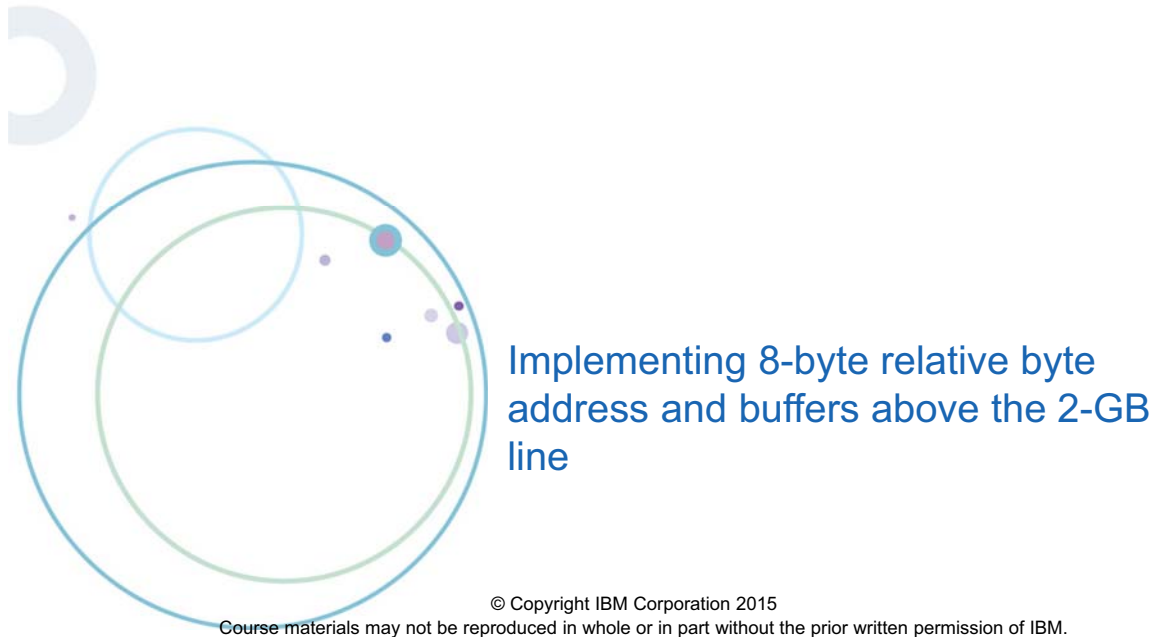 Implementing 8-byte relative byte
address and buffers above the 2-GB
line
© Copyright IBM Corporation 2015
Course materials may not be reproduced in whole or in part without the prior written permission of IBM.